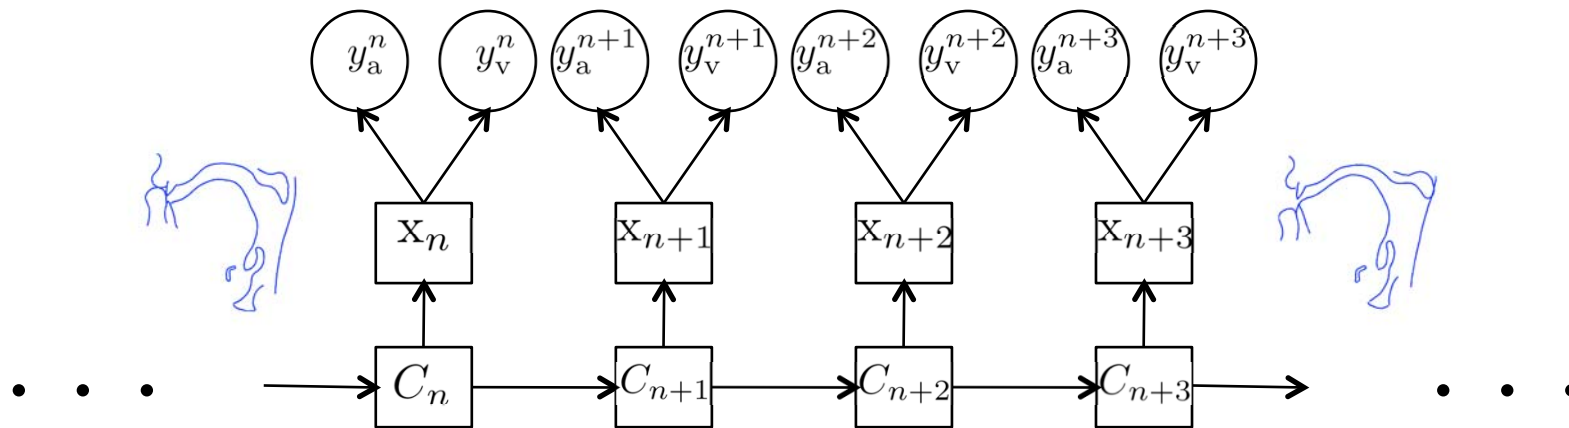 y_a^n y_v^n y_a^{n+1} y_v^{n+1} y_a^{n+2} y_v^{n+2} y_a^{n+3} y_v^{n+3}
x_n x_{n+1} x_{n+2} x_{n+3}
. . . C_n C_{n+1} C_{n+2} C_{n+3} . . .